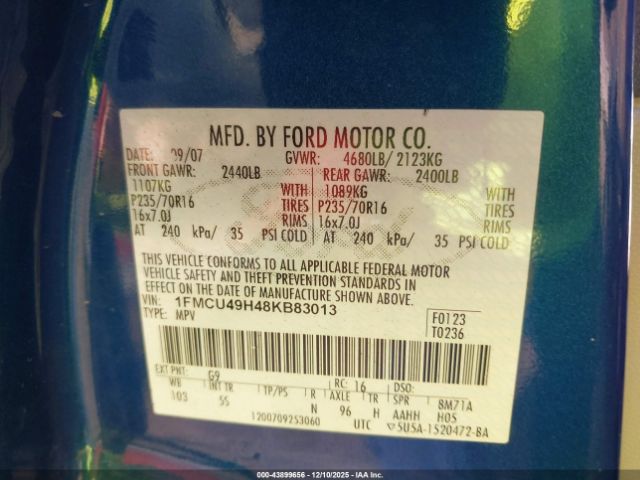 MFD. BY FORD MOTOR CO.
DATE: 09/07 GVWR: 4680LB/ 2123KG
FRONT GAWR: 2440LB REAR GAWR: 2400LB
1107KG WITH 1089KG WITH
P235/70R16 TIRES P235/70R16 TIRES
16x7.0J RIMS 16x7.0J RIMS
AT 240 kPa/ 35 PSI COLD AT 240 kPa/ 35 PSI COLD
THIS VEHICLE CONFORMS TO ALL APPLICABLE FEDERAL MOTOR
VEHICLE SAFETY AND THEFT PREVENTION STANDARDS IN
EFFECT ON THE DATE OF MANUFACTURE SHOWN ABOVE.
VIN: 1FMCU49H48KB83013 F0123
TYPE: MPV T0236
EXT PNT: G9 RC: 16 DSO:
WB INT TR TP/PS R AXLE TR SPR 8M71A
103 55 N 96 H AAHH H05
1200709253060 UTC 5U5A-1520472-BA
000-43899656 - 12/10/2025 - IAA Inc.